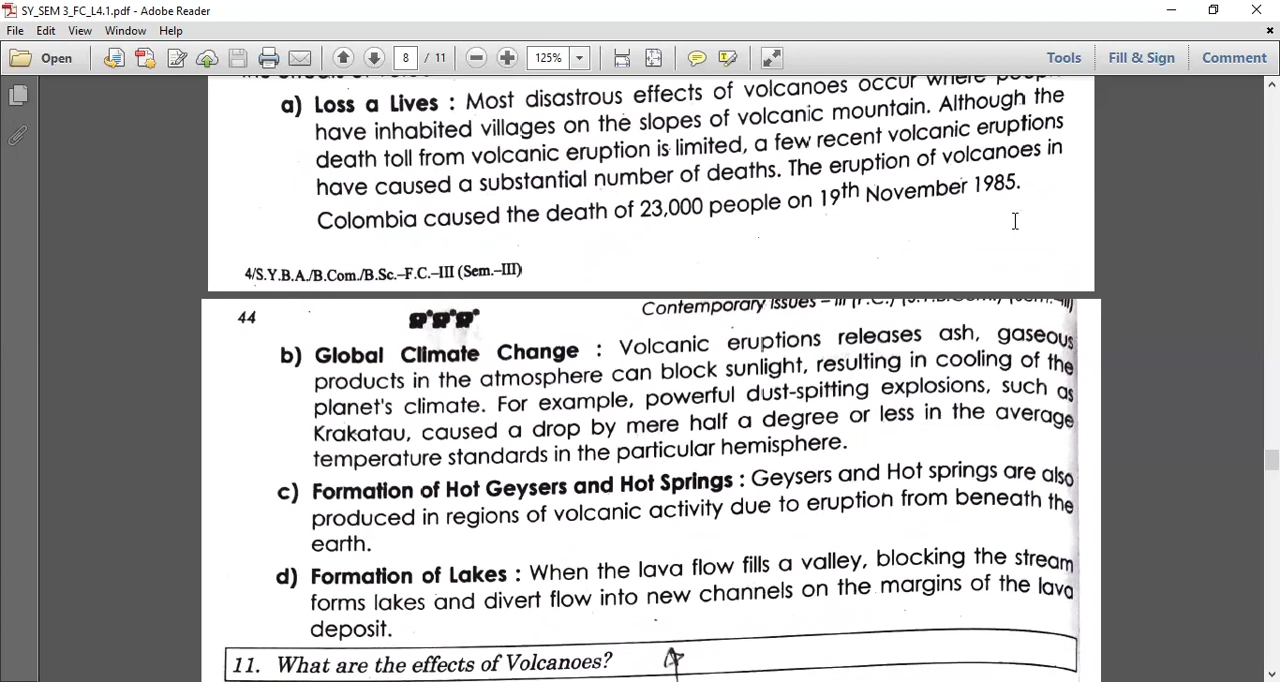 SY_SEM 3_FC_L4.1.pdf - Adobe Reader
File Edit View Window Help
Open 8 / 11 125% Tools Fill & Sign Comment
a) Loss a Lives : Most disastrous effects of volcanoes occur where
have inhabited villages on the slopes of volcanic mountain. Although the
death toll from volcanic eruption is limited, a few recent volcanic eruptions
have caused a substantial number of deaths. The eruption of volcanoes in
Colombia caused the death of 23,000 people on 19th November 1985.
4/S.Y.B.A./B.Com./B.Sc.–F.C.–III (Sem.–III)
44 Contemporary Issues – III
b) Global Climate Change : Volcanic eruptions releases ash, gaseous
products in the atmosphere can block sunlight, resulting in cooling of the
planet's climate. For example, powerful dust-spitting explosions, such as
Krakatau, caused a drop by mere half a degree or less in the average
temperature standards in the particular hemisphere.
c) Formation of Hot Geysers and Hot Springs : Geysers and Hot springs are also
produced in regions of volcanic activity due to eruption from beneath the
earth.
d) Formation of Lakes : When the lava flow fills a valley, blocking the stream
forms lakes and divert flow into new channels on the margins of the lava
deposit.
11. What are the effects of Volcanoes?